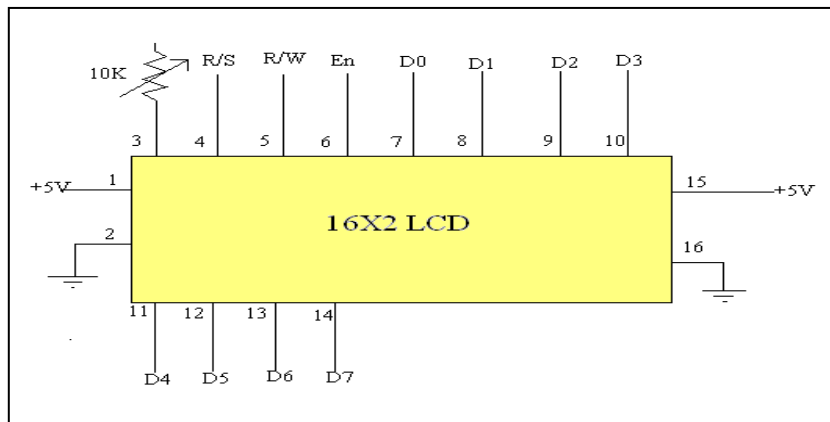 10K R/S R/W En D0 D1 D2 D3
3 4 5 6 7 8 9 10
+5V 1 15 +5V
16X2 LCD
2 16
11 12 13 14
D4 D5 D6 D7